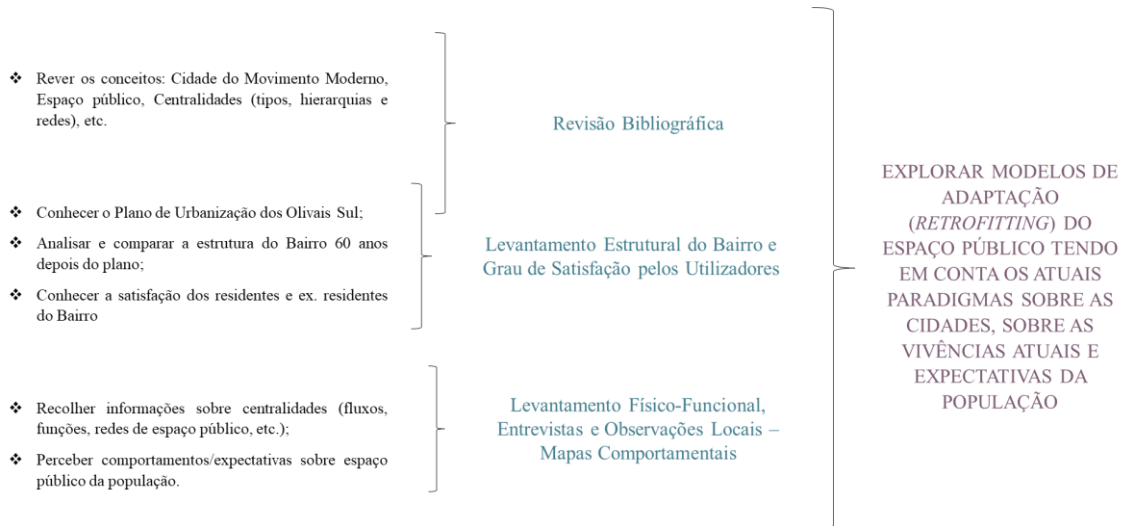 ❖ Rever os conceitos: Cidade do Movimento Moderno,
Espaço público, Centralidades (tipos, hierarquias e
redes), etc.
❖ Conhecer o Plano de Urbanização dos Olivais Sul;
❖ Analisar e comparar a estrutura do Bairro 60 anos
depois do plano;
❖ Conhecer a satisfação dos residentes e ex. residentes
do Bairro
❖ Recolher informações sobre centralidades (fluxos,
funções, redes de espaço público, etc.);
❖ Perceber comportamentos/expectativas sobre espaço
público da população.
Revisão Bibliográfica
Levantamento Estrutural do Bairro e
Grau de Satisfação pelos Utilizadores
Levantamento Físico-Funcional,
Entrevistas e Observações Locais –
Mapas Comportamentais
EXPLORAR MODELOS DE
ADAPTAÇÃO
(RETROFITTING) DO
ESPAÇO PÚBLICO TENDO
EM CONTA OS ATUAIS
PARADIGMAS SOBRE AS
CIDADES, SOBRE AS
VIVÊNCIAS ATUAIS E
EXPECTATIVAS DA
POPULAÇÃO